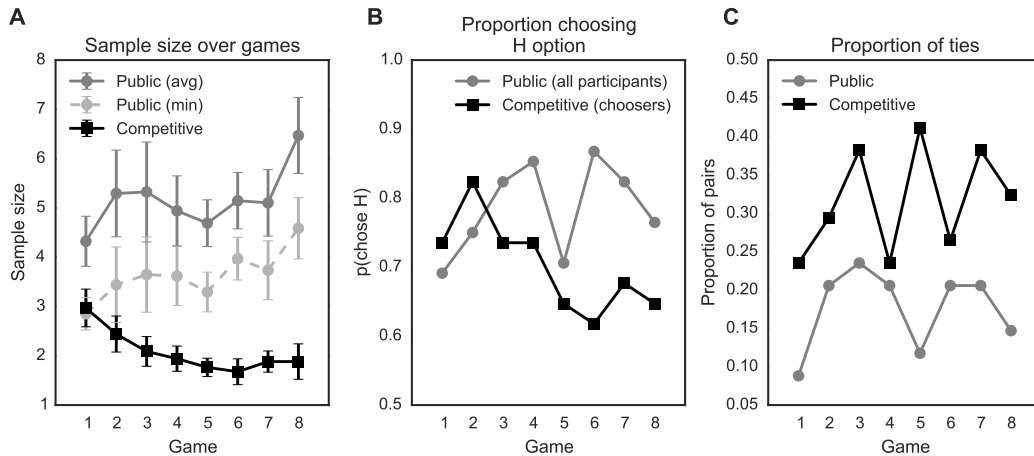 A
Sample size over games
8
7
6
5
4
3
2
1
Sample size
Public (avg)
Public (min)
Competitive
1 2 3 4 5 6 7 8
Game
B
Proportion choosing
H option
1.0
0.9
0.8
0.7
0.6
0.5
p(chose H)
Public (all participants)
Competitive (choosers)
1 2 3 4 5 6 7 8
Game
C
Proportion of ties
0.50
0.45
0.40
0.35
0.30
0.25
0.20
0.15
0.10
0.05
Proportion of pairs
Public
Competitive
1 2 3 4 5 6 7 8
Game